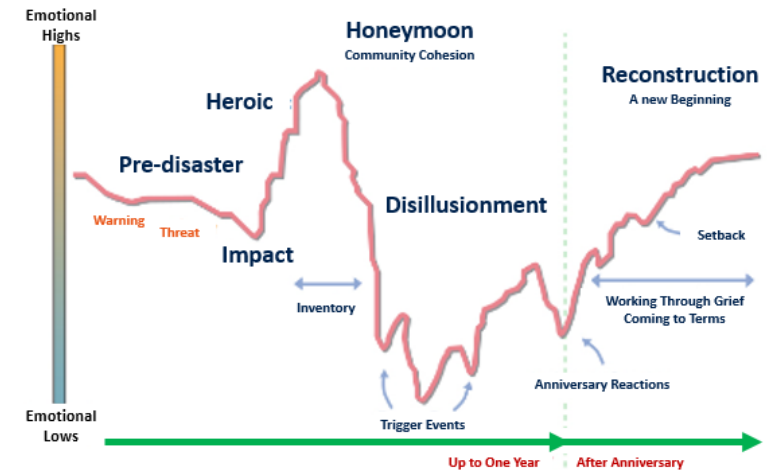 Emotional
Highs
Honeymoon
Community Cohesion
Reconstruction
A new Beginning
Heroic
Pre-disaster
Disillusionment
Warning
Threat
Setback
Impact
Inventory
Working Through Grief
Coming to Terms
Anniversary Reactions
Emotional
Lows
Trigger Events
Up to One Year
After Anniversary